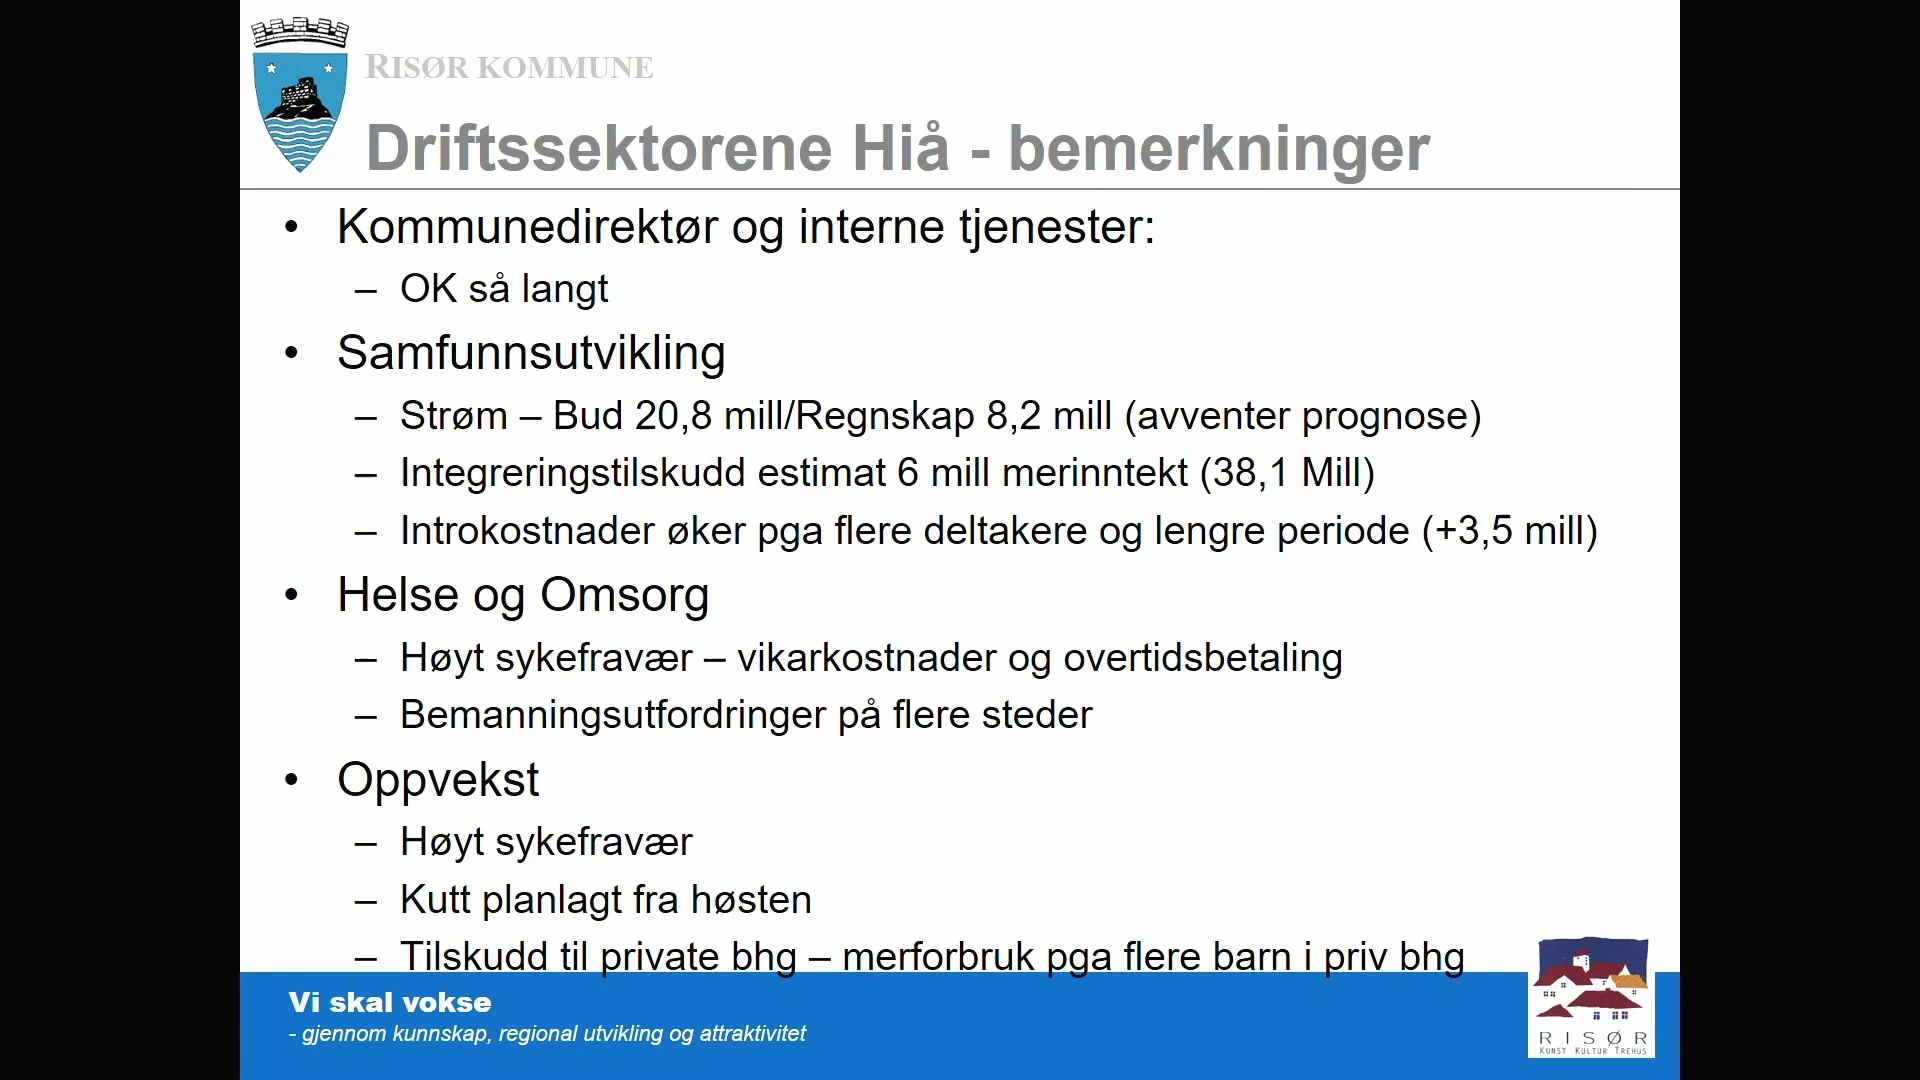 RISØR KOMMUNE
Driftssektorene Hiå - bemerkninger
• Kommunedirektør og interne tjenester:
– OK så langt
• Samfunnsutvikling
– Strøm – Bud 20,8 mill/Regnskap 8,2 mill (avventer prognose)
– Integreringstilskudd estimat 6 mill merinntekt (38,1 Mill)
– Introkostnader øker pga flere deltakere og lengre periode (+3,5 mill)
• Helse og Omsorg
– Høyt sykefravær – vikarkostnader og overtidsbetaling
– Bemanningsutfordringer på flere steder
• Oppvekst
– Høyt sykefravær
– Kutt planlagt fra høsten
– Tilskudd til private bhg – merforbruk pga flere barn i priv bhg
Vi skal vokse
- gjennom kunnskap, regional utvikling og attraktivitet
RISØR
KUNST KULTUR TREHUS